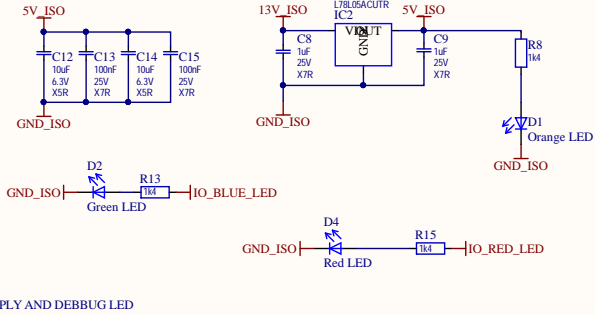 5V_ISO
C12
10uF
6.3V
X5R
C13
100nF
25V
X7R
C14
10uF
6.3V
X5R
C15
100nF
25V
X7R
GND_ISO
13V_ISO
L78L05ACUTR
IC2
VIN
VOUT
GND
5V_ISO
C8
1uF
25V
X7R
C9
1uF
25V
X7R
GND_ISO
R8
1k4
D1
Orange LED
GND_ISO
D2
R13
GND_ISO
1k4
IO_BLUE_LED
Green LED
D4
R15
GND_ISO
1k4
IO_RED_LED
Red LED
PLY AND DEBBUG LED